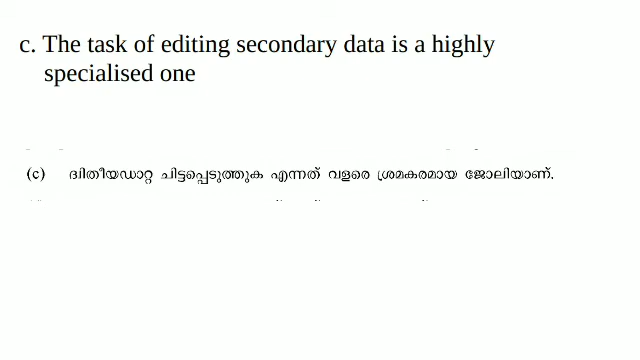 c. The task of editing secondary data is a highly
specialised one
(c) ദ്വിതീയഡാറ്റ ചിട്ടപ്പെടുത്തുക എന്നത് വളരെ ശ്രമകരമായ ജോലിയാണ്.